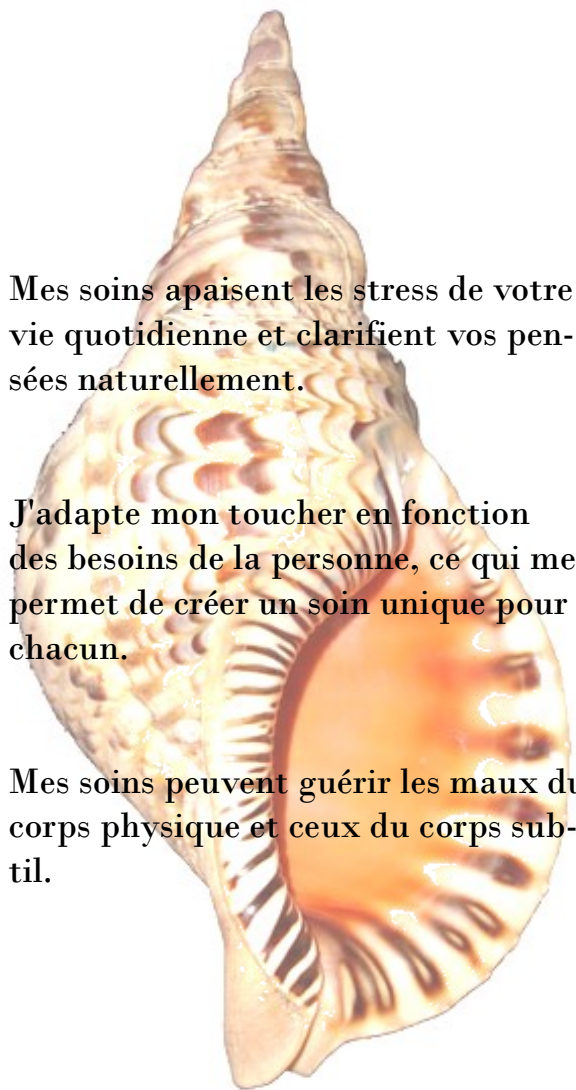 Mes soins apaisent les stress de votre
vie quotidienne et clarifient vos pen-
sées naturellement.
J'adapte mon toucher en fonction
des besoins de la personne, ce qui me
permet de créer un soin unique pour
chacun.
Mes soins peuvent guérir les maux du
corps physique et ceux du corps sub-
til.